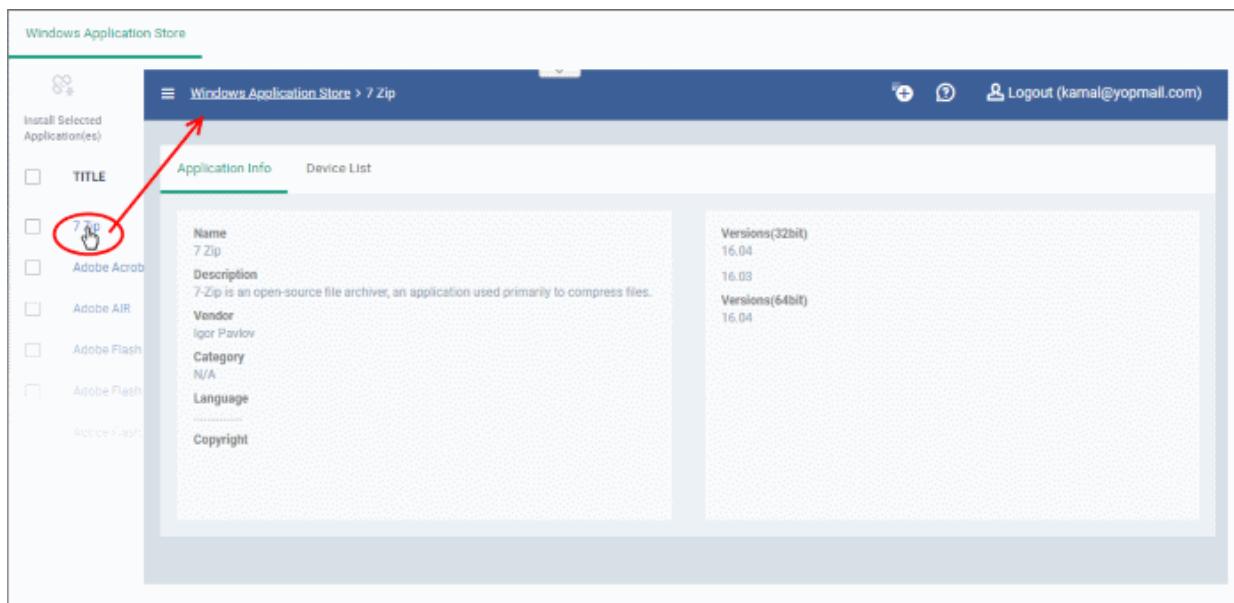 Windows Application Store
Install Selected
Application(es)
TITLE
7 Zip
Adobe Acrob
Adobe AIR
Adobe Flash
Adobe Flash
Adobe Flash
Windows Application Store > 7 Zip
Logout (kamal@yopmail.com)
Application Info
Device List
Name
7 Zip
Description
7-Zip is an open-source file archiver, an application used primarily to compress files.
Vendor
Igor Pavlov
Category
N/A
Language
------------
Copyright
Versions(32bit)
16.04
16.03
Versions(64bit)
16.04